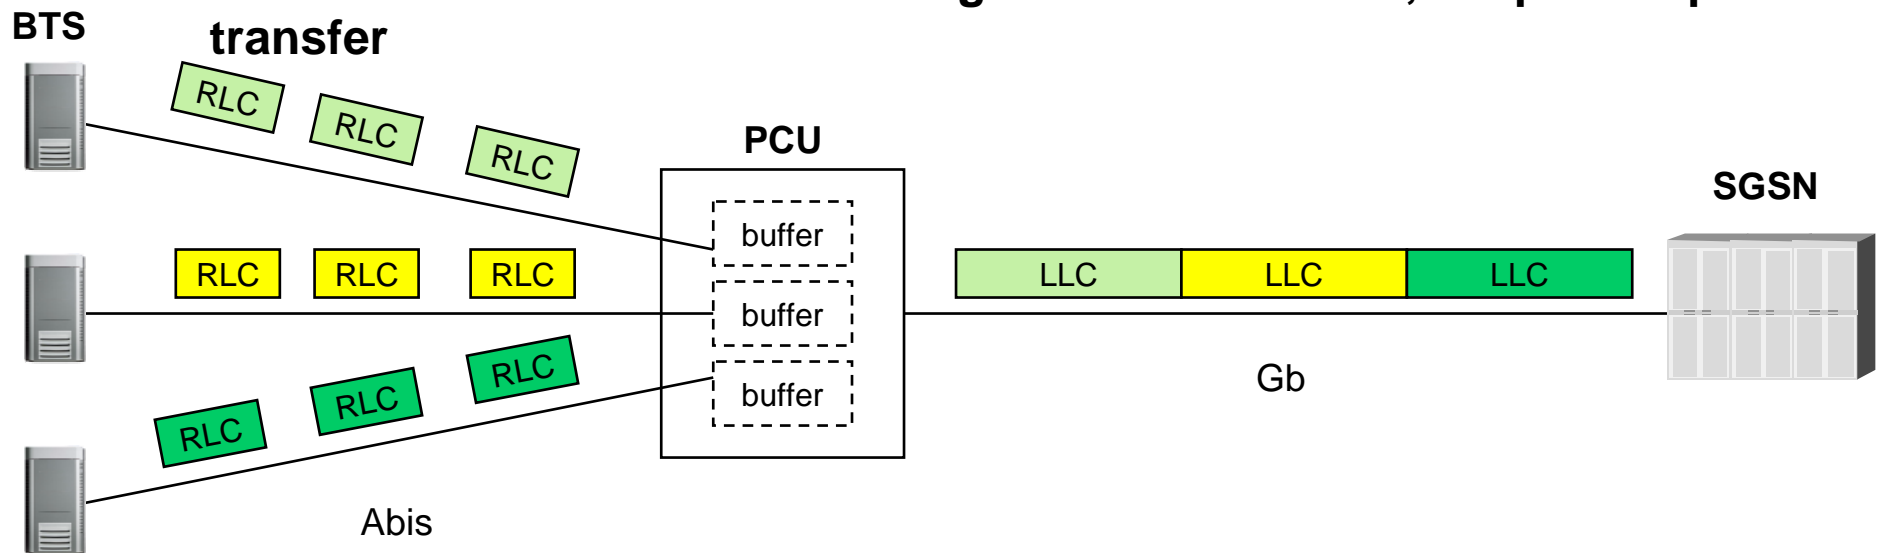 BTS
transfer
RLC
RLC
RLC
PCU
SGSN
buffer
RLC
RLC
RLC
buffer
LLC
LLC
LLC
RLC
RLC
RLC
buffer
Gb
Abis